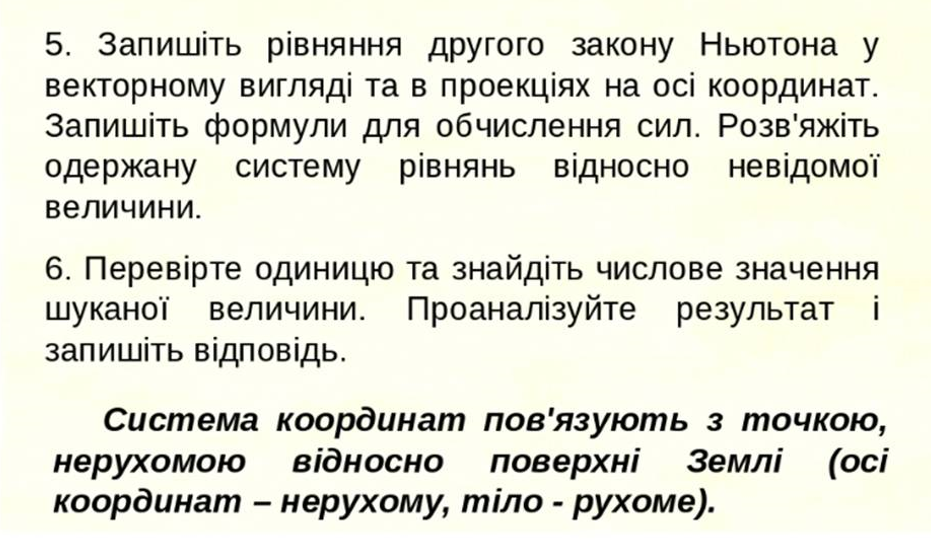 5. Запишіть рівняння другого закону Ньютона у
векторному вигляді та в проекціях на осі координат.
Запишіть формули для обчислення сил. Розв'яжіть
одержану систему рівнянь відносно невідомої
величини.
6. Перевірте одиницю та знайдіть числове значення
шуканої величини. Проаналізуйте результат і
запишіть відповідь.
Система координат пов'язують з точкою,
нерухомою відносно поверхні Землі (осі
координат – нерухому, тіло - рухоме).